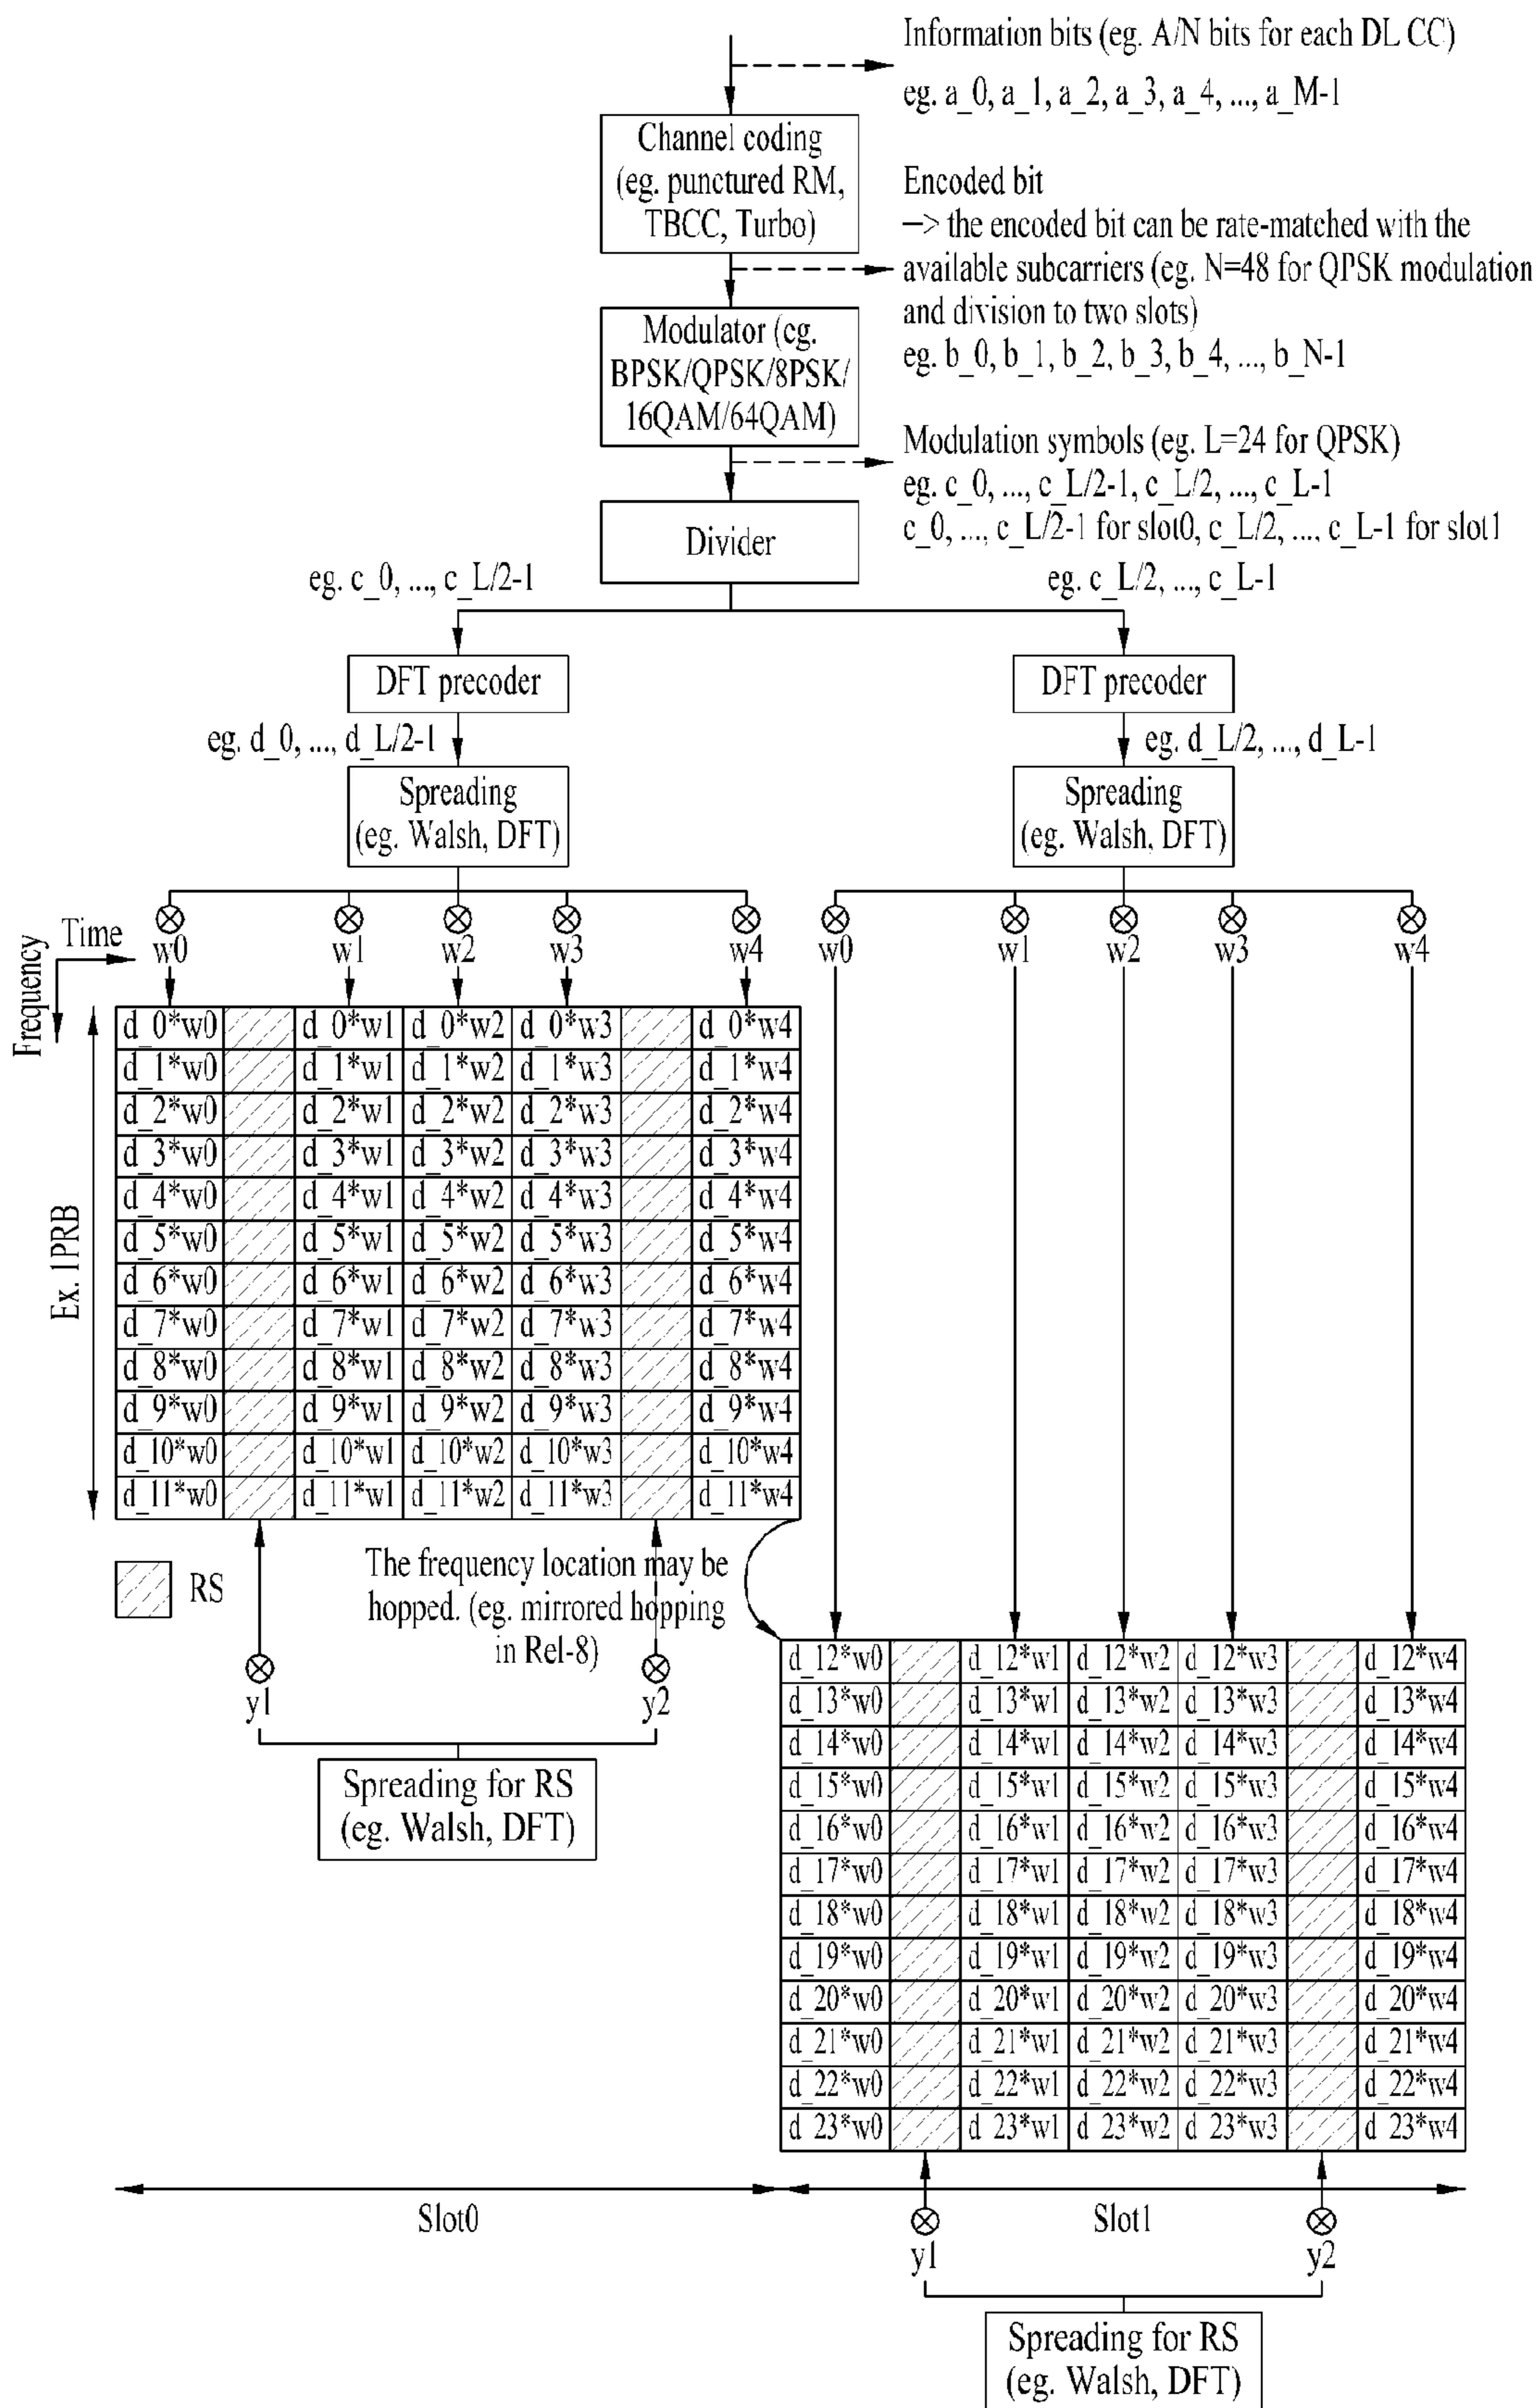 Information bits (eg. A/N bits for each DL CC)
eg. a_0, a_1, a_2, a_3, a_4, ..., a_M-1
Channel coding
(eg. punctured RM,
TBCC, Turbo)
Encoded bit
—> the encoded bit can be rate-matched with the
available subcarriers (eg. N=48 for QPSK modulation
and division to two slots)
eg. b_0, b_1, b_2, b_3, b_4, ..., b_N-1
Modulator (eg.
BPSK/QPSK/8PSK/
16QAM/64QAM)
Modulation symbols (eg. L=24 for QPSK)
eg. c_0, ..., c_L/2-1, c_L/2, ..., c_L-1
c_0, ..., c_L/2-1 for slot0, c_L/2, ..., c_L-1 for slot1
Divider
eg. c_0, ..., c_L/2-1
eg. c_L/2, ..., c_L-1
DFT precoder
DFT precoder
eg. d_0, ..., d_L/2-1
eg. d_L/2, ..., d_L-1
Spreading
(eg. Walsh, DFT)
Spreading
(eg. Walsh, DFT)
Time
Frequency
w0 w1 w2 w3 w4
w0 w1 w2 w3 w4
Ex. 1PRB
d_0*w0 d_0*w1 d_0*w2 d_0*w3 d_0*w4
d_1*w0 d_1*w1 d_1*w2 d_1*w3 d_1*w4
d_2*w0 d_2*w1 d_2*w2 d_2*w3 d_2*w4
d_3*w0 d_3*w1 d_3*w2 d_3*w3 d_3*w4
d_4*w0 d_4*w1 d_4*w2 d_4*w3 d_4*w4
d_5*w0 d_5*w1 d_5*w2 d_5*w3 d_5*w4
d_6*w0 d_6*w1 d_6*w2 d_6*w3 d_6*w4
d_7*w0 d_7*w1 d_7*w2 d_7*w3 d_7*w4
d_8*w0 d_8*w1 d_8*w2 d_8*w3 d_8*w4
d_9*w0 d_9*w1 d_9*w2 d_9*w3 d_9*w4
d_10*w0 d_10*w1 d_10*w2 d_10*w3 d_10*w4
d_11*w0 d_11*w1 d_11*w2 d_11*w3 d_11*w4
RS
The frequency location may be
hopped. (eg. mirrored hopping
in Rel-8)
y1 y2
Spreading for RS
(eg. Walsh, DFT)
d_12*w0 d_12*w1 d_12*w2 d_12*w3 d_12*w4
d_13*w0 d_13*w1 d_13*w2 d_13*w3 d_13*w4
d_14*w0 d_14*w1 d_14*w2 d_14*w3 d_14*w4
d_15*w0 d_15*w1 d_15*w2 d_15*w3 d_15*w4
d_16*w0 d_16*w1 d_16*w2 d_16*w3 d_16*w4
d_17*w0 d_17*w1 d_17*w2 d_17*w3 d_17*w4
d_18*w0 d_18*w1 d_18*w2 d_18*w3 d_18*w4
d_19*w0 d_19*w1 d_19*w2 d_19*w3 d_19*w4
d_20*w0 d_20*w1 d_20*w2 d_20*w3 d_20*w4
d_21*w0 d_21*w1 d_21*w2 d_21*w3 d_21*w4
d_22*w0 d_22*w1 d_22*w2 d_22*w3 d_22*w4
d_23*w0 d_23*w1 d_23*w2 d_23*w3 d_23*w4
Slot0
Slot1
y1 y2
Spreading for RS
(eg. Walsh, DFT)